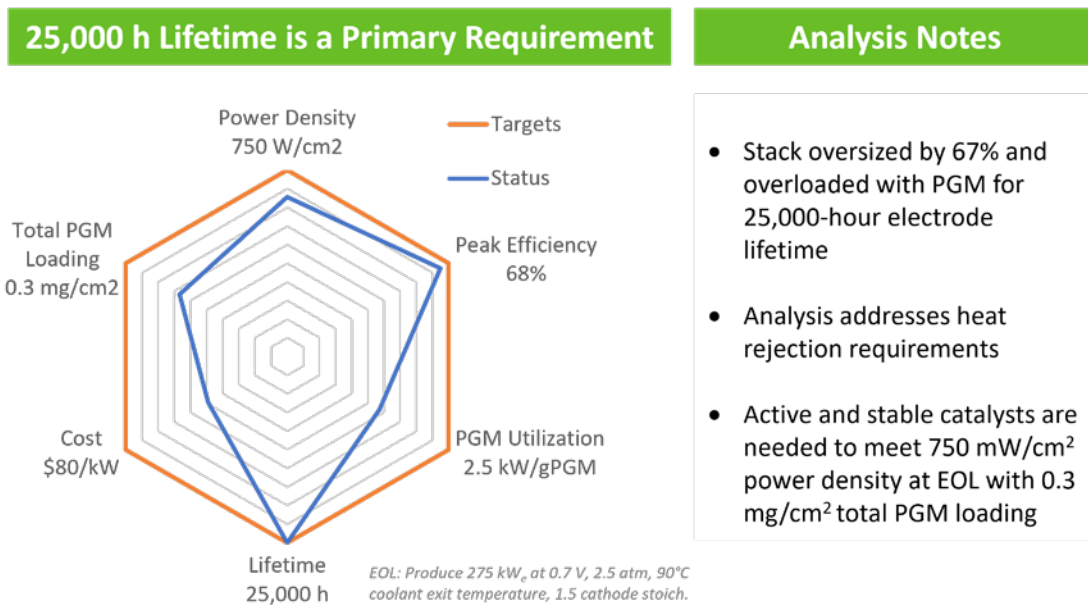 25,000 h Lifetime is a Primary Requirement
Power Density
750 W/cm2
Targets
Status
Total PGM
Loading
0.3 mg/cm2
Peak Efficiency
68%
Cost
$80/kW
PGM Utilization
2.5 kW/gPGM
Lifetime
25,000 h
EOL: Produce 275 kWₑ at 0.7 V, 2.5 atm, 90°C
coolant exit temperature, 1.5 cathode stoich.
Analysis Notes
• Stack oversized by 67% and
overloaded with PGM for
25,000-hour electrode
lifetime
• Analysis addresses heat
rejection requirements
• Active and stable catalysts are
needed to meet 750 mW/cm²
power density at EOL with 0.3
mg/cm² total PGM loading